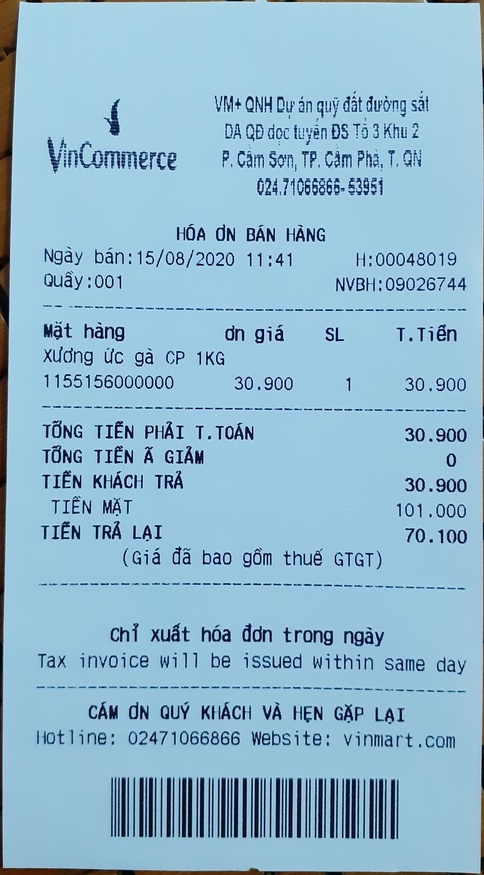 VinCommerce
VM+ QNH Dự án quỹ đất đường sắt
DA QĐ dọc tuyến ĐS Tổ 3 Khu 2
P. Cẩm Sơn, TP. Cẩm Phả, T. QN
024.71066866-53951
HÓA ƠN BÁN HÀNG
Ngày bán:15/08/2020 11:41 H:00048019
Quầy:001 NVBH:09026744
Mặt hàng ơn giá SL T.Tiền
Xương ức gà CP 1KG
1155156000000 30.900 1 30.900
TỔNG TIỀN PHẢI T.TOÁN 30.900
TỔNG TIỀN Ã GIẢM 0
TIỀN KHÁCH TRẢ 30.900
TIỀN MẶT 101.000
TIỀN TRẢ LẠI 70.100
(Giá đã bao gồm thuế GTGT)
Chỉ xuất hóa đơn trong ngày
Tax invoice will be issued within same day
CÁM ƠN QUÝ KHÁCH VÀ HẸN GẶP LẠI
Hotline: 02471066866 Website: vinmart.com